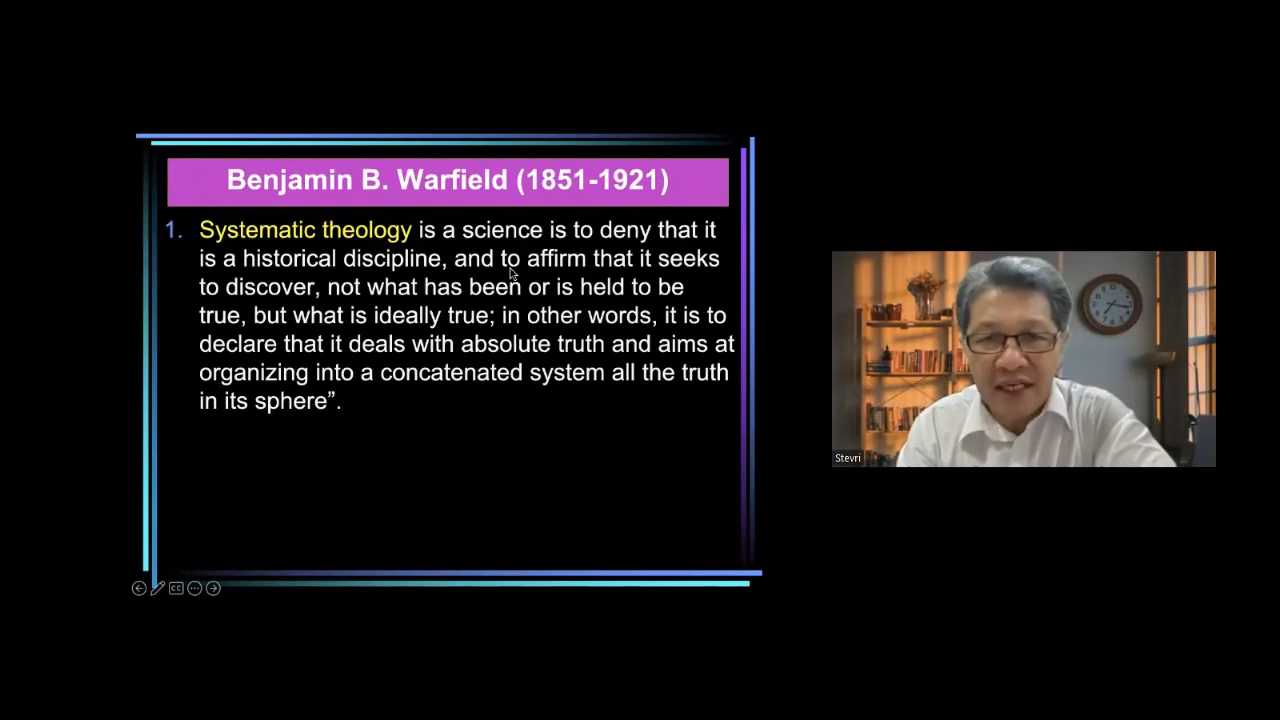 Benjamin B. Warfield (1851-1921)
1. Systematic theology is a science is to deny that it
is a historical discipline, and to affirm that it seeks
to discover, not what has been or is held to be
true, but what is ideally true; in other words, it is to
declare that it deals with absolute truth and aims at
organizing into a concatenated system all the truth
in its sphere”.
CC
Stevri